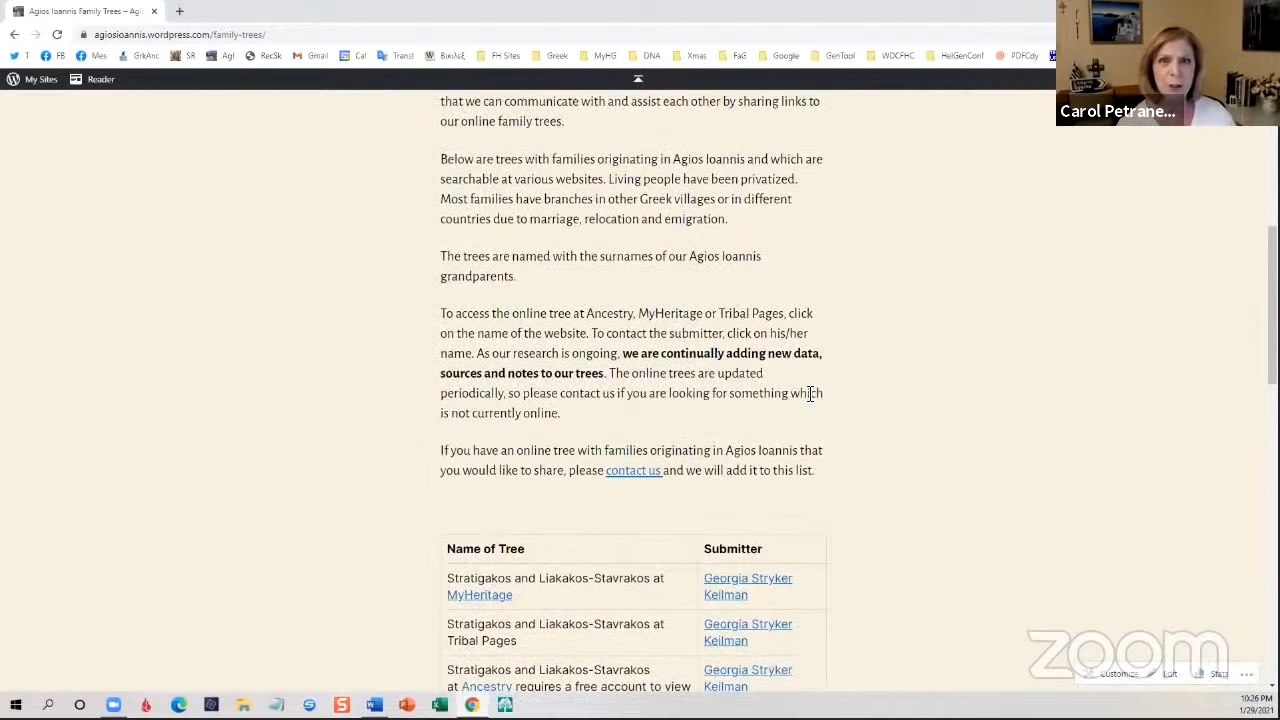 Agios Ioannis Family Trees – Agi
agiosioannis.wordpress.com/family-trees/
T FB Mes GrkAnc SR AgI RecSk Gmail Cal Transl Βικιλεξ FH Sites Greek MyHG DNA Xmas FaG Google GenTool WDCFHC HelGenConf PDFCdy
My Sites Reader
Carol Petrane...
that we can communicate with and assist each other by sharing links to
our online family trees.
Below are trees with families originating in Agios Ioannis and which are
searchable at various websites. Living people have been privatized.
Most families have branches in other Greek villages or in different
countries due to marriage, relocation and emigration.
The trees are named with the surnames of our Agios Ioannis
grandparents.
To access the online tree at Ancestry, MyHeritage or Tribal Pages, click
on the name of the website. To contact the submitter, click on his/her
name. As our research is ongoing, we are continually adding new data,
sources and notes to our trees. The online trees are updated
periodically, so please contact us if you are looking for something which
is not currently online.
If you have an online tree with families originating in Agios Ioannis that
you would like to share, please contact us and we will add it to this list.
Name of Tree Submitter
Stratigakos and Liakakos-Stavrakos at
MyHeritage
Georgia Stryker
Keilman
Stratigakos and Liakakos-Stavrakos at
Tribal Pages
Georgia Stryker
Keilman
Stratigakos and Liakakos-Stavrakos
at Ancestry requires a free account to view
Georgia Stryker
Keilman
zoom
Customize Edit Stats
10:26 PM
1/29/2021